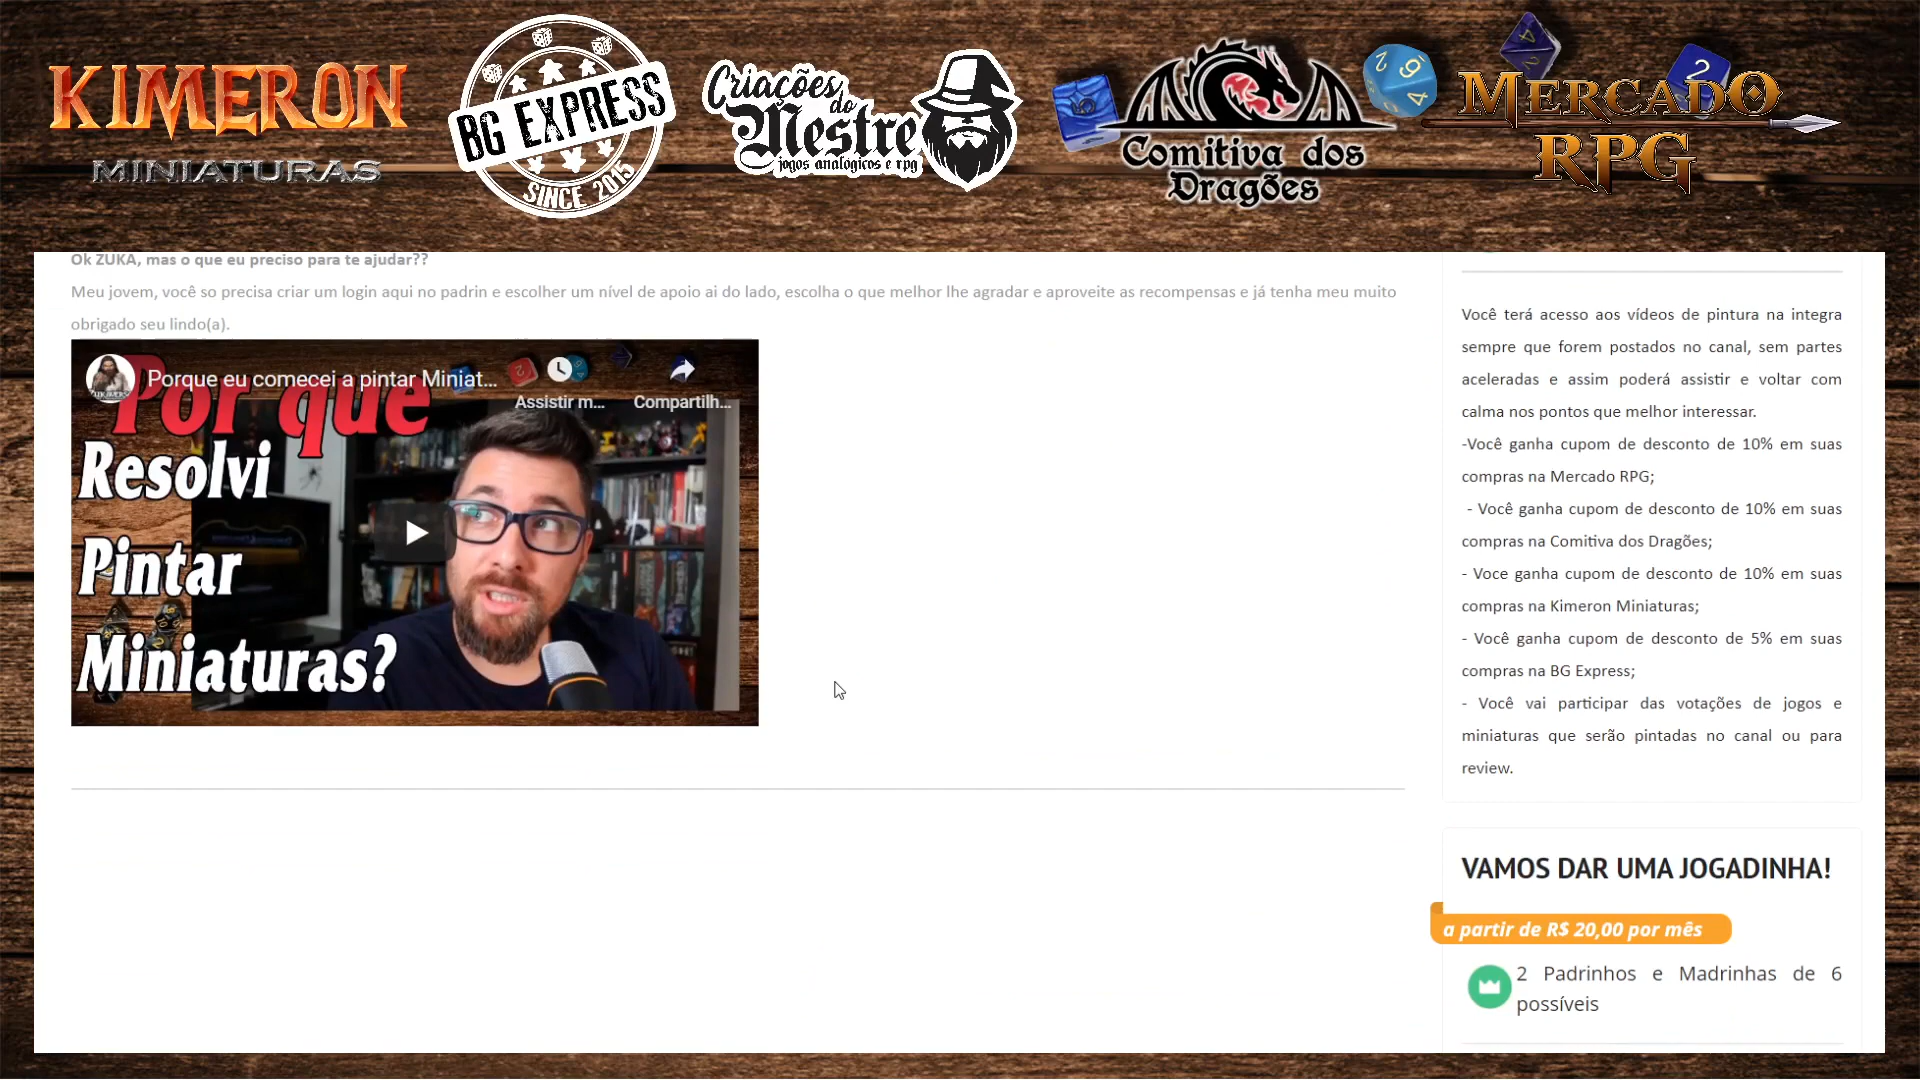 KIMERON
MINIATURAS
BG EXPRESS
SINCE 2015
Criações do
Mestre
jogos analógicos e rpg
Comitiva dos
Dragões
MERCADO
RPG
Ok ZUKA, mas o que eu preciso para te ajudar??
Meu jovem, você so precisa criar um login aqui no padrin e escolher um nível de apoio ai do lado, escolha o que melhor lhe agradar e aproveite as recompensas e já tenha meu muito
obrigado seu lindo(a).
Porque eu comecei a pintar Miniat...
Assistir m...
Compartilh...
Por que
Resolvi
Pintar
Miniaturas?
Você terá acesso aos vídeos de pintura na integra
sempre que forem postados no canal, sem partes
aceleradas e assim poderá assistir e voltar com
calma nos pontos que melhor interessar.
-Você ganha cupom de desconto de 10% em suas
compras na Mercado RPG;
- Você ganha cupom de desconto de 10% em suas
compras na Comitiva dos Dragões;
- Voce ganha cupom de desconto de 10% em suas
compras na Kimeron Miniaturas;
- Você ganha cupom de desconto de 5% em suas
compras na BG Express;
- Você vai participar das votações de jogos e
miniaturas que serão pintadas no canal ou para
review.
VAMOS DAR UMA JOGADINHA!
a partir de R$ 20,00 por mês
2 Padrinhos e Madrinhas de 6
possíveis